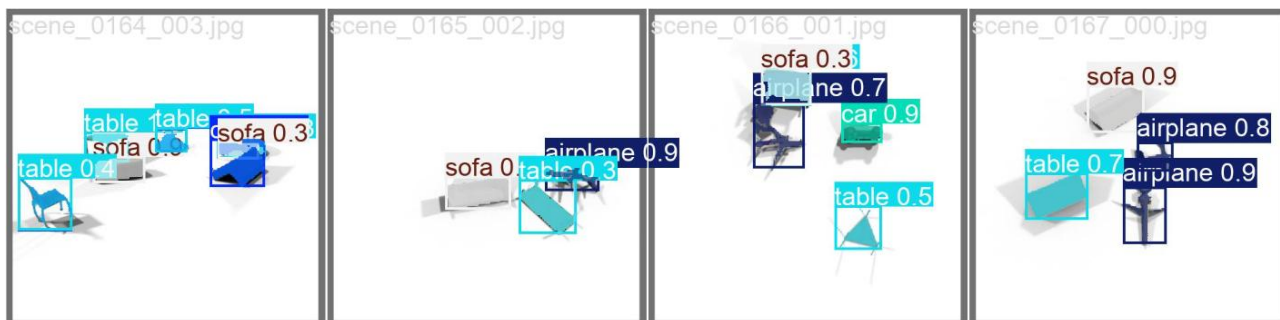 scene_0164_003.jpg
table
sofa 0.3
sofa 0.9
table 0.4
scene_0165_002.jpg
airplane 0.9
sofa 0.
table 0.3
scene_0166_001.jpg
sofa 0.3
airplane 0.7
car 0.9
table 0.5
scene_0167_000.jpg
sofa 0.9
airplane 0.8
table 0.7
airplane 0.9